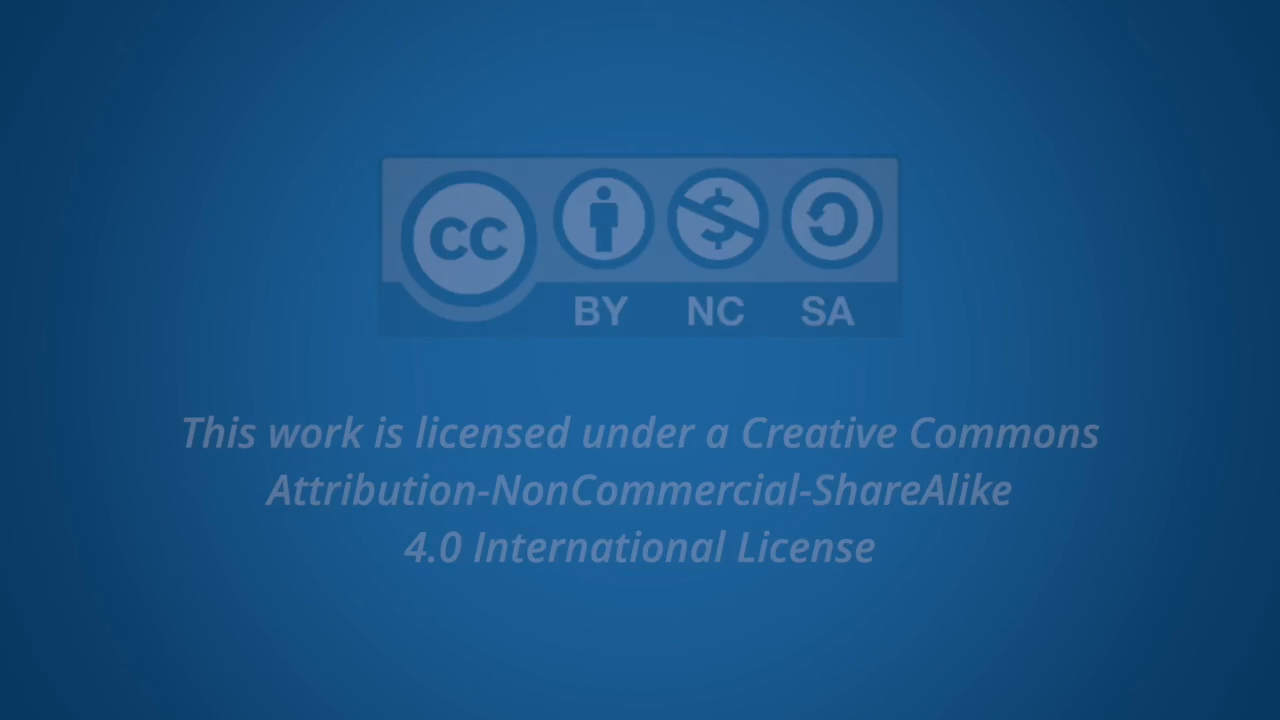 CC
BY NC SA
This work is licensed under a Creative Commons
Attribution-NonCommercial-ShareAlike
4.0 International License